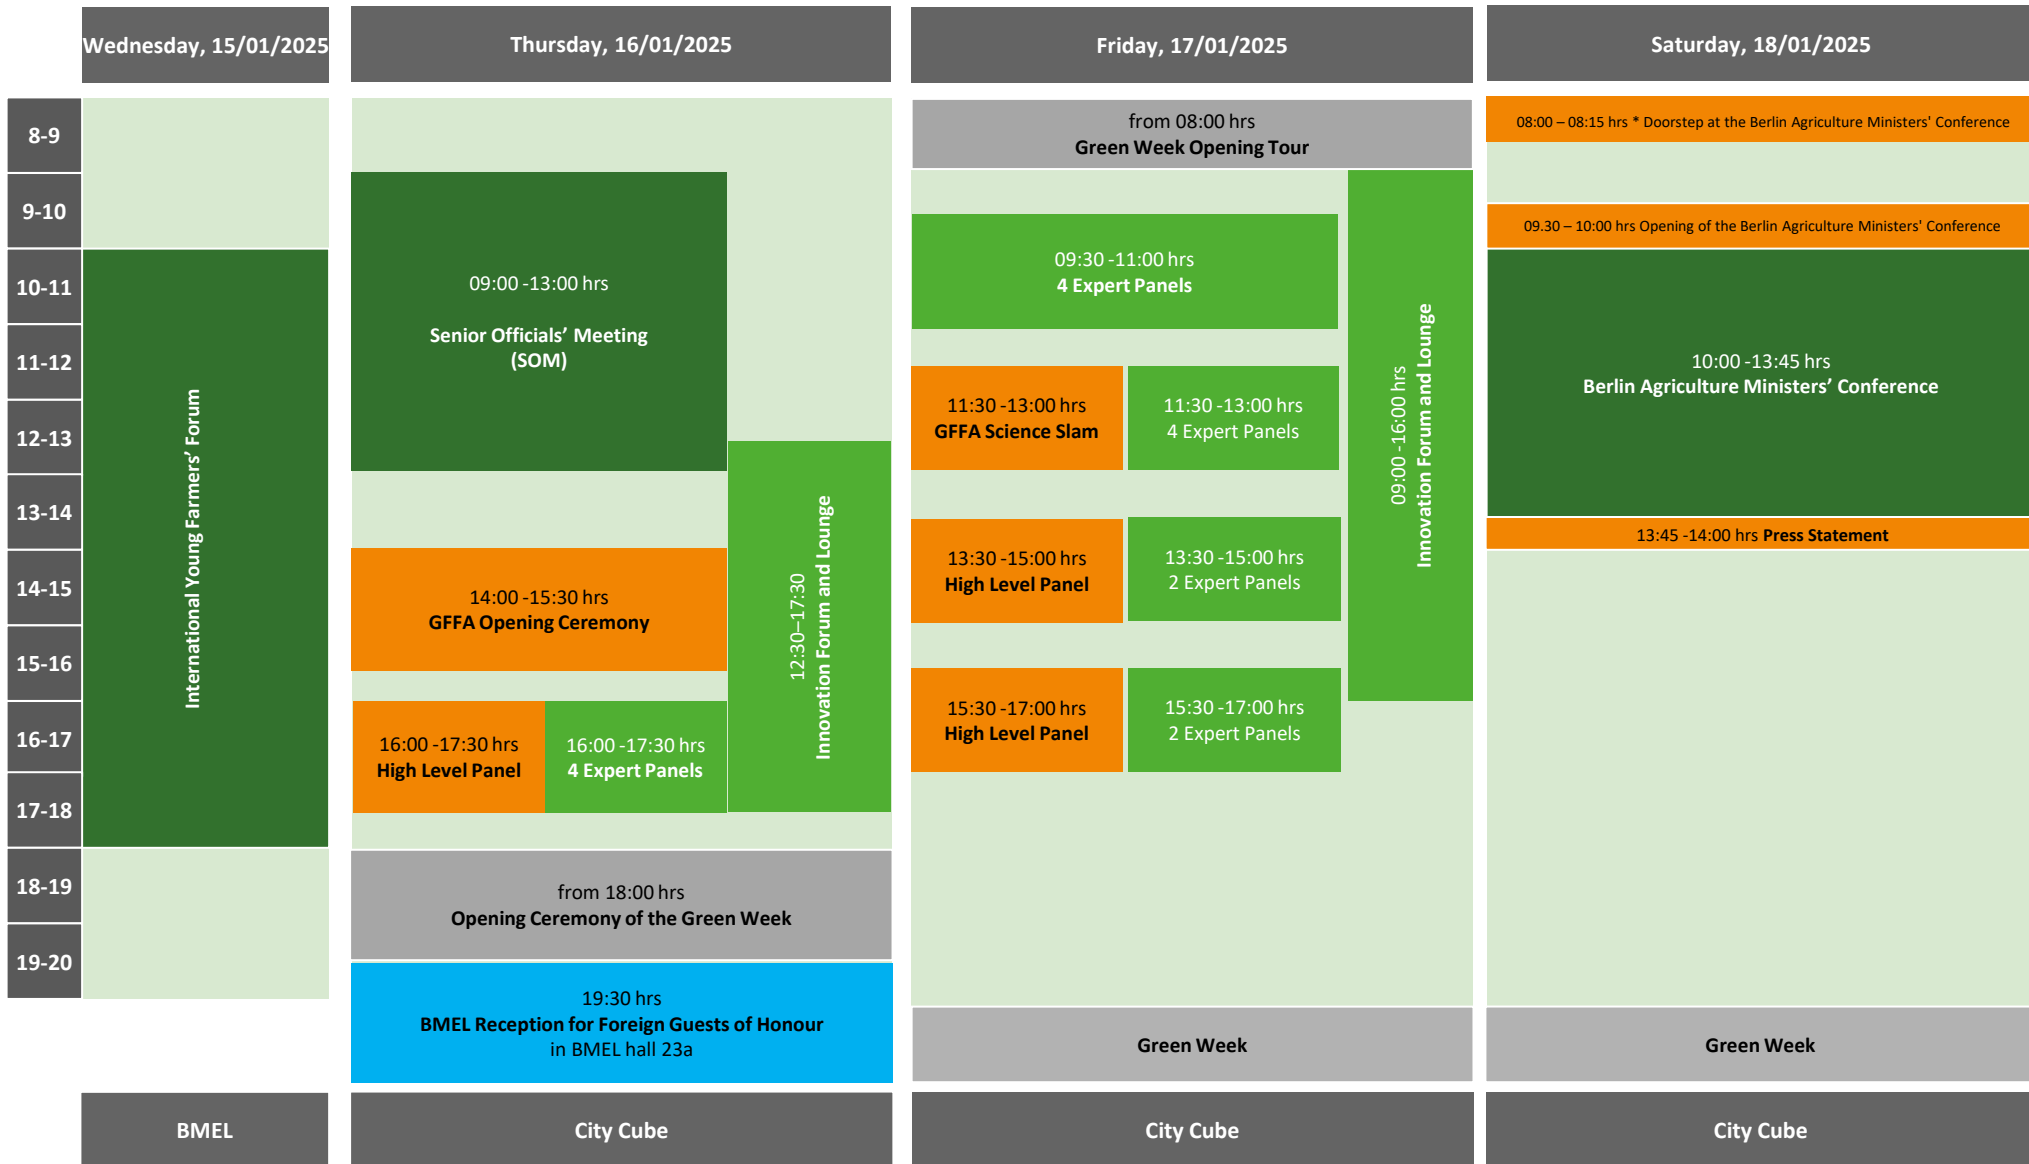 Wednesday, 15/01/2025
Thursday, 16/01/2025
Friday, 17/01/2025
Saturday, 18/01/2025
8-9
9-10
10-11
11-12
12-13
13-14
14-15
15-16
16-17
17-18
18-19
19-20
International Young Farmers’ Forum
BMEL
09:00 -13:00 hrs
Senior Officials’ Meeting
(SOM)
12:30–17:30
Innovation Forum and Lounge
14:00 -15:30 hrs
GFFA Opening Ceremony
16:00 -17:30 hrs
High Level Panel
16:00 -17:30 hrs
4 Expert Panels
from 18:00 hrs
Opening Ceremony of the Green Week
19:30 hrs
BMEL Reception for Foreign Guests of Honour
in BMEL hall 23a
City Cube
from 08:00 hrs
Green Week Opening Tour
09:30 -11:00 hrs
4 Expert Panels
09:00 -16:00 hrs
Innovation Forum and Lounge
11:30 -13:00 hrs
GFFA Science Slam
11:30 -13:00 hrs
4 Expert Panels
13:30 -15:00 hrs
High Level Panel
13:30 -15:00 hrs
2 Expert Panels
15:30 -17:00 hrs
High Level Panel
15:30 -17:00 hrs
2 Expert Panels
Green Week
City Cube
08:00 – 08:15 hrs * Doorstep at the Berlin Agriculture Ministers' Conference
09.30 – 10:00 hrs Opening of the Berlin Agriculture Ministers' Conference
10:00 -13:45 hrs
Berlin Agriculture Ministers’ Conference
13:45 -14:00 hrs Press Statement
Green Week
City Cube